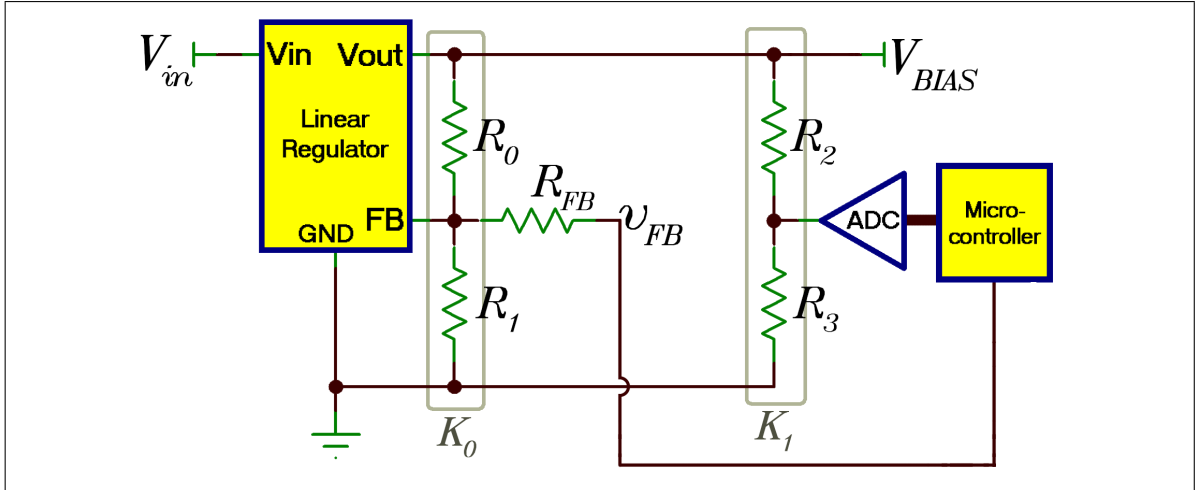 V_in
Vin Vout
Linear
Regulator
FB
GND
R_0
R_1
R_FB
υ_FB
K_0
R_2
R_3
K_1
V_BIAS
ADC
Micro-
controller